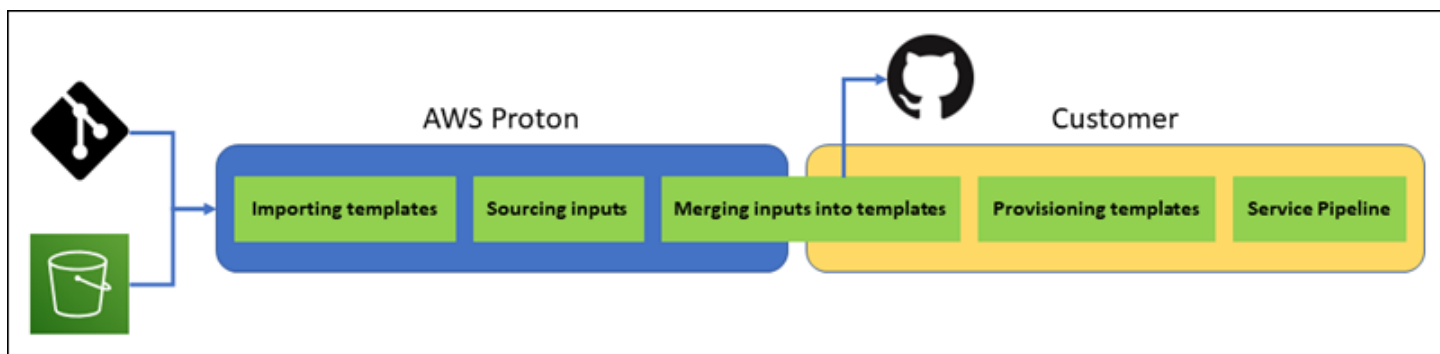 AWS Proton
Customer
Importing templates
Sourcing inputs
Merging inputs into templates
Provisioning templates
Service Pipeline